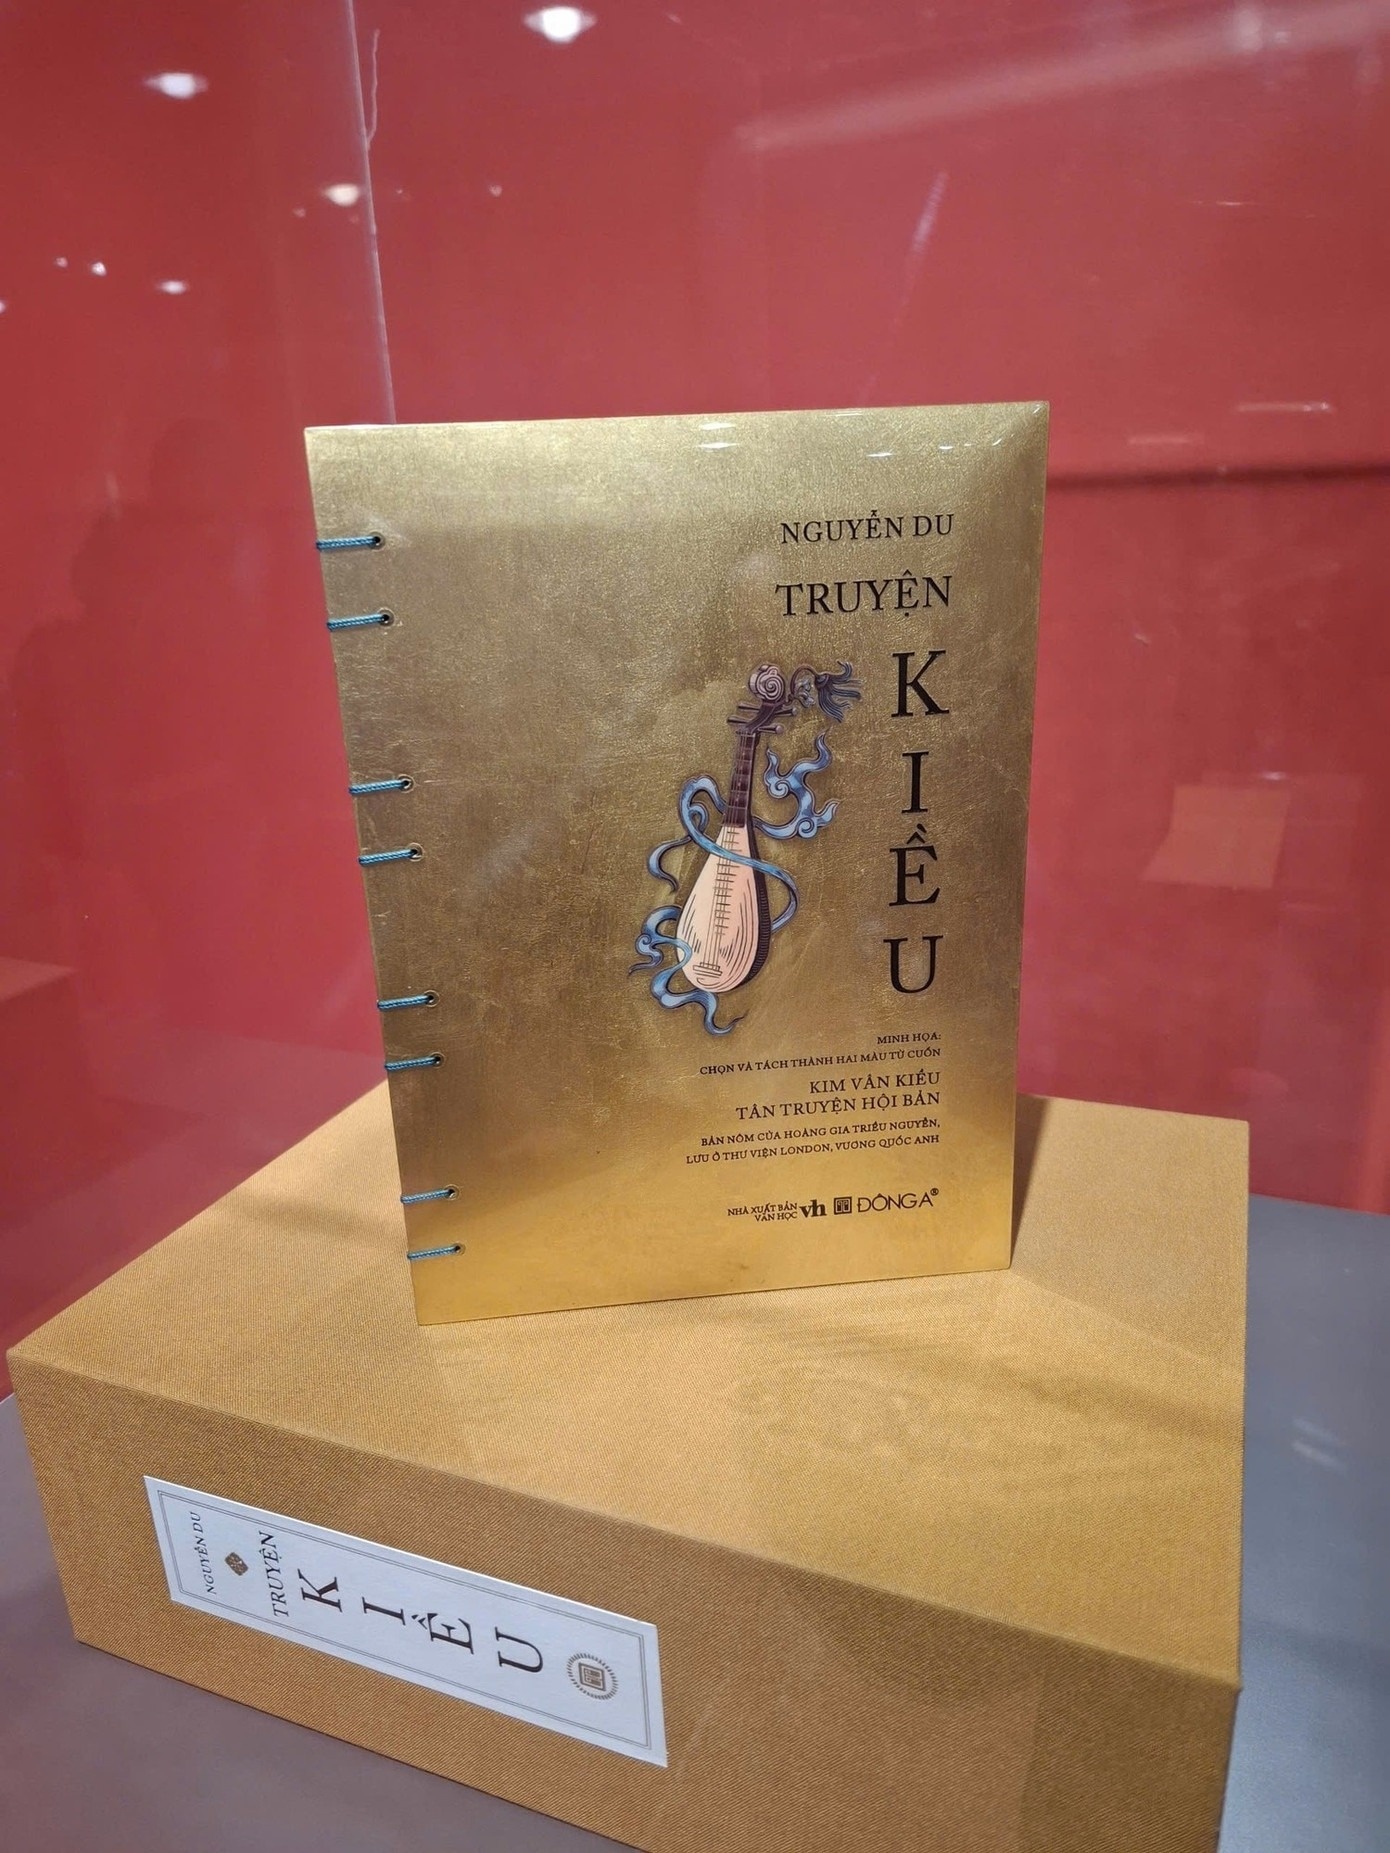 NGUYỄN DU
TRUYỆN
KIỀU
MINH HỌA:
CHỌN VÀ TÁCH THÀNH HAI MÀU TỪ CUỐN
KIM VÂN KIỀU
TÂN TRUYỆN HỘI BẢN
BẢN NÔM CỦA HOÀNG GIA TRIỀU NGUYỄN,
LƯU Ở THƯ VIỆN LONDON, VƯƠNG QUỐC ANH
NHÀ XUẤT BẢN
VĂN HỌC vh ĐÔNG A®
NGUYỄN DU
TRUYỆN
KIỀU